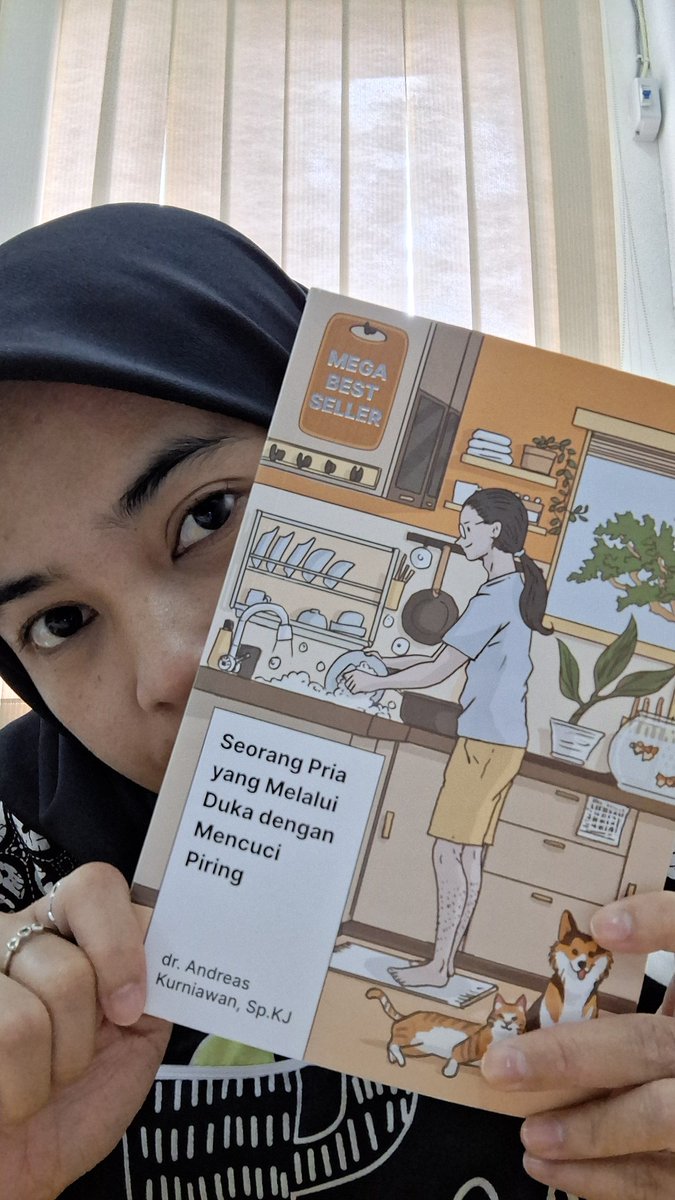 MEGA
BEST
SELLER
Seorang Pria
yang Melalui
Duka dengan
Mencuci
Piring
dr. Andreas
Kurniawan, Sp.KJ